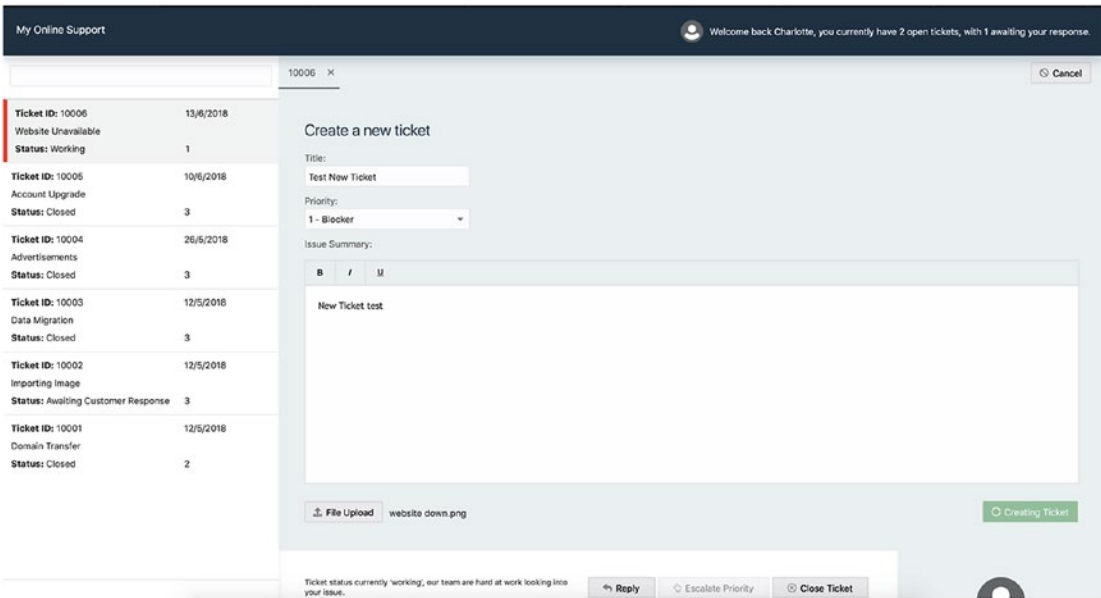 My Online Support
Welcome back Charlotte, you currently have 2 open tickets, with 1 awaiting your response.
10006 ×
Cancel
Ticket ID: 10006 13/6/2018
Website Unavailable
Status: Working 1
Ticket ID: 10005 10/6/2018
Account Upgrade
Status: Closed 3
Ticket ID: 10004 26/5/2018
Advertisements
Status: Closed 3
Ticket ID: 10003 12/5/2018
Data Migration
Status: Closed 3
Ticket ID: 10002 12/5/2018
Importing Image
Status: Awaiting Customer Response 3
Ticket ID: 10001 12/5/2018
Domain Transfer
Status: Closed 2
Create a new ticket
Title:
Test New Ticket
Priority:
1 - Blocker
Issue Summary:
B I U
New Ticket test
File Upload website down.png
Creating Ticket
Ticket status currently 'working', our team are hard at work looking into
your issue.
Reply Escalate Priority Close Ticket